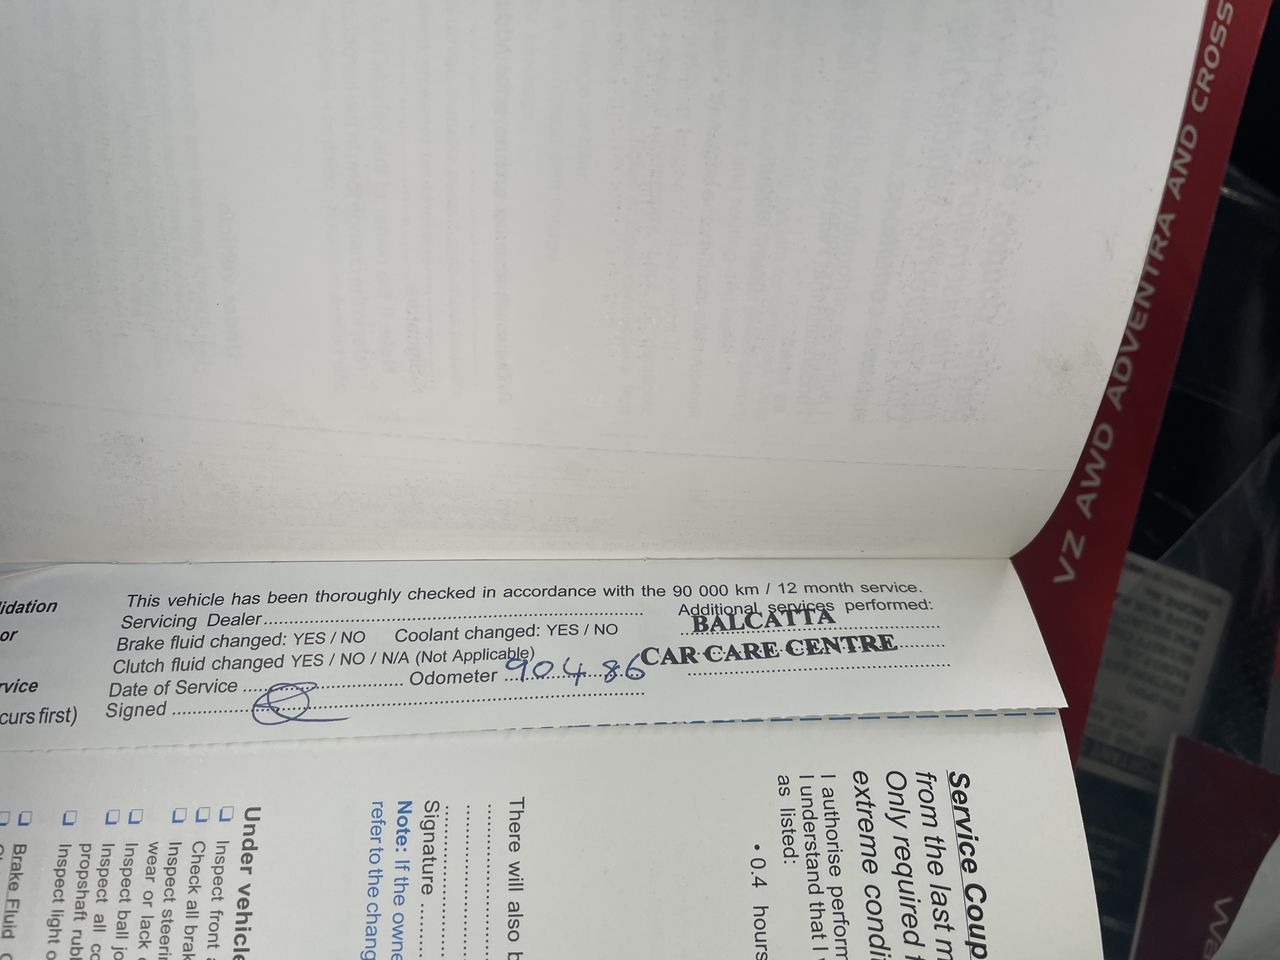 VZ AWD ADVENTRA AND CROSS
This vehicle has been thoroughly checked in accordance with the 90 000 km / 12 month service.
Servicing Dealer
Additional services performed:
BALCATTA
CAR CARE CENTRE
Brake fluid changed: YES / NO Coolant changed: YES / NO
Clutch fluid changed YES / NO / N/A (Not Applicable)
Date of Service Odometer 90486
Signed
lidation
or
rvice
curs first)
Service Coup
from the last m
Only required f
extreme condi
I authorise perform
I understand that I
as listed:
• 0.4 hours
There will also b
Signature
Note: If the owne
refer to the chang
Under vehicle
Inspect front
Check all brak
Inspect steeri
wear or lack
Inspect ball jo
Inspect all co
propshaft rubb
Inspect light o
Brake Fluid